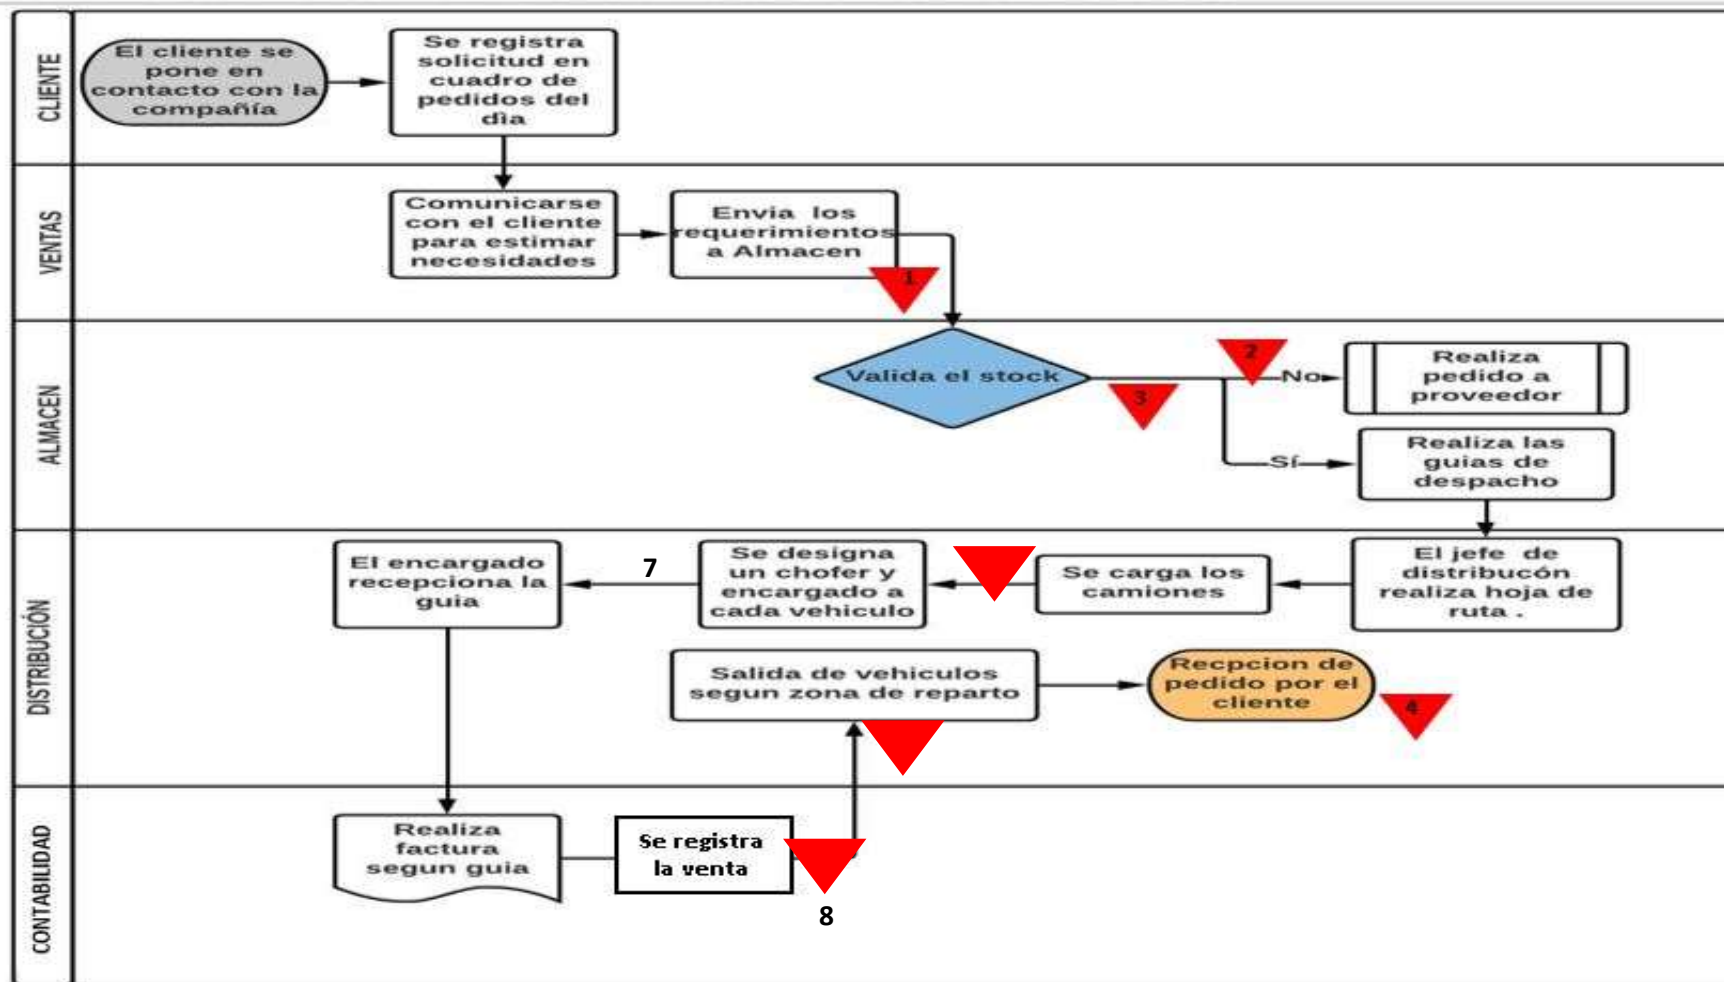 CLIENTE
El cliente se
pone en
contacto con la
compañía
Se registra
solicitud en
cuadro de
pedidos del
dìa
VENTAS
Comunicarse
con el cliente
para estimar
necesidades
Envia los
requerimientos
a Almacen
1
ALMACEN
Valida el stock
2
3
No
Realiza
pedido a
proveedor
Sí
Realiza las
guias de
despacho
DISTRIBUCIÓN
El jefe de
distribucón
realiza hoja de
ruta .
Se carga los
camiones
Se designa
un chofer y
encargado a
cada vehiculo
7
El encargado
recepciona la
guia
Salida de vehiculos
segun zona de reparto
Recpcion de
pedido por el
cliente
4
CONTABILIDAD
Realiza
factura
segun guia
Se registra
la venta
8